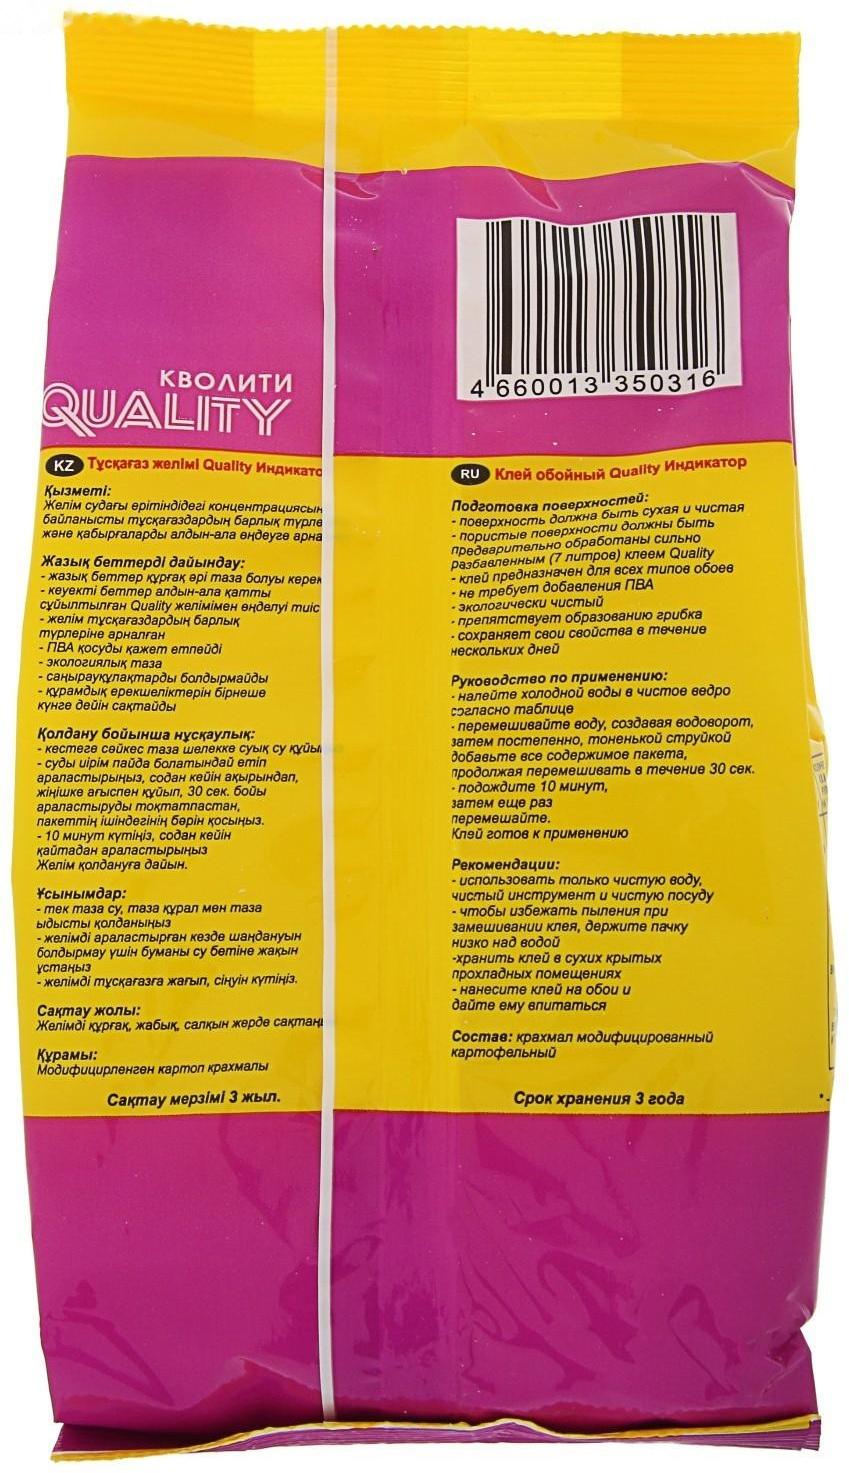 4 660013 350316
КВОЛИТИ
QUALITY
KZ Тұсқағаз желімі Quality Индикато
Қызметі:
Желім судағы ерітіндідегі концентрациясын
байланысты тұсқағаздардың барлық түрле
және қабырғаларды алдын-ала өңдеуге арна
Жазық беттерді дайындау:
- жазық беттер құрғақ әрі таза болуы керек
- кеуекті беттер алдын-ала қатты
сұйылтылған Quality желімімен өңделуі тиіс
- желім тұсқағаздардың барлық
түрлеріне арналған
- ПВА қосуды қажет етпейді
- экологиялық таза
- саңырауқұлақтарды болдырмайды
- құрамдық ерекшеліктерін бірнеше
күнге дейін сақтайды
Қолдану бойынша нұсқаулық:
- кестеге сәйкес таза шелекке суық су құйы
- суды иірім пайда болатындай етіп
араластырыңыз, содан кейін ақырындап,
жіңішке ағыспен құйып, 30 сек. бойы
араластыруды тоқтатпастан,
пакеттің ішіндегінің бәрін қосыңыз.
- 10 минут күтіңіз, содан кейін
қайтадан араластырыңыз
Желім қолдануға дайын.
Ұсынымдар:
- тек таза су, таза құрал мен таза
ыдысты қолданыңыз
- желімді араластырған кезде шаңдануын
болдырмау үшін буманы су бетіне жақын
ұстаңыз
- желімді тұсқағазға жағып, сіңуін күтіңіз.
Сақтау жолы:
Желімді құрғақ, жабық, салқын жерде сақтаңы
Құрамы:
Модифицирленген картоп крахмалы
Сақтау мерзімі 3 жыл.
RU Клей обойный Quality Индикатор
Подготовка поверхностей:
- поверхность должна быть сухая и чистая
- пористые поверхности должны быть
предварительно обработаны сильно
разбавленным (7 литров) клеем Quality
- клей предназначен для всех типов обоев
- не требует добавления ПВА
- экологически чистый
- препятствует образованию грибка
- сохраняет свои свойства в течение
нескольких дней
Руководство по применению:
- налейте холодной воды в чистое ведро
согласно таблице
- перемешивайте воду, создавая водоворот,
затем постепенно, тоненькой струйкой
добавьте все содержимое пакета,
продолжая перемешивать в течение 30 сек.
- подождите 10 минут,
затем еще раз
перемешайте.
Клей готов к применению
Рекомендации:
- использовать только чистую воду,
чистый инструмент и чистую посуду
- чтобы избежать пыления при
замешивании клея, держите пачку
низко над водой
-хранить клей в сухих крытых
прохладных помещениях
- нанесите клей на обои и
дайте ему впитаться
Состав: крахмал модифицированный
картофельный
Срок хранения 3 года